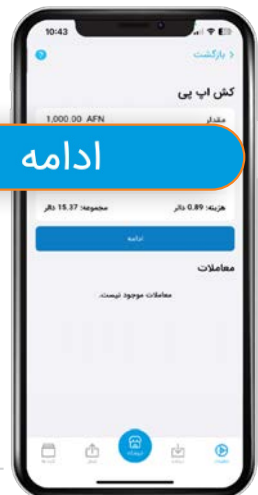 10:43
بازگشت
کش اپ پی
مقدار 1,000.00 AFN
ادامه
هزینه: 0.89 دالر مجموعه: 15.37 دالر
ادامه
معاملات
معاملات موجود نیست.